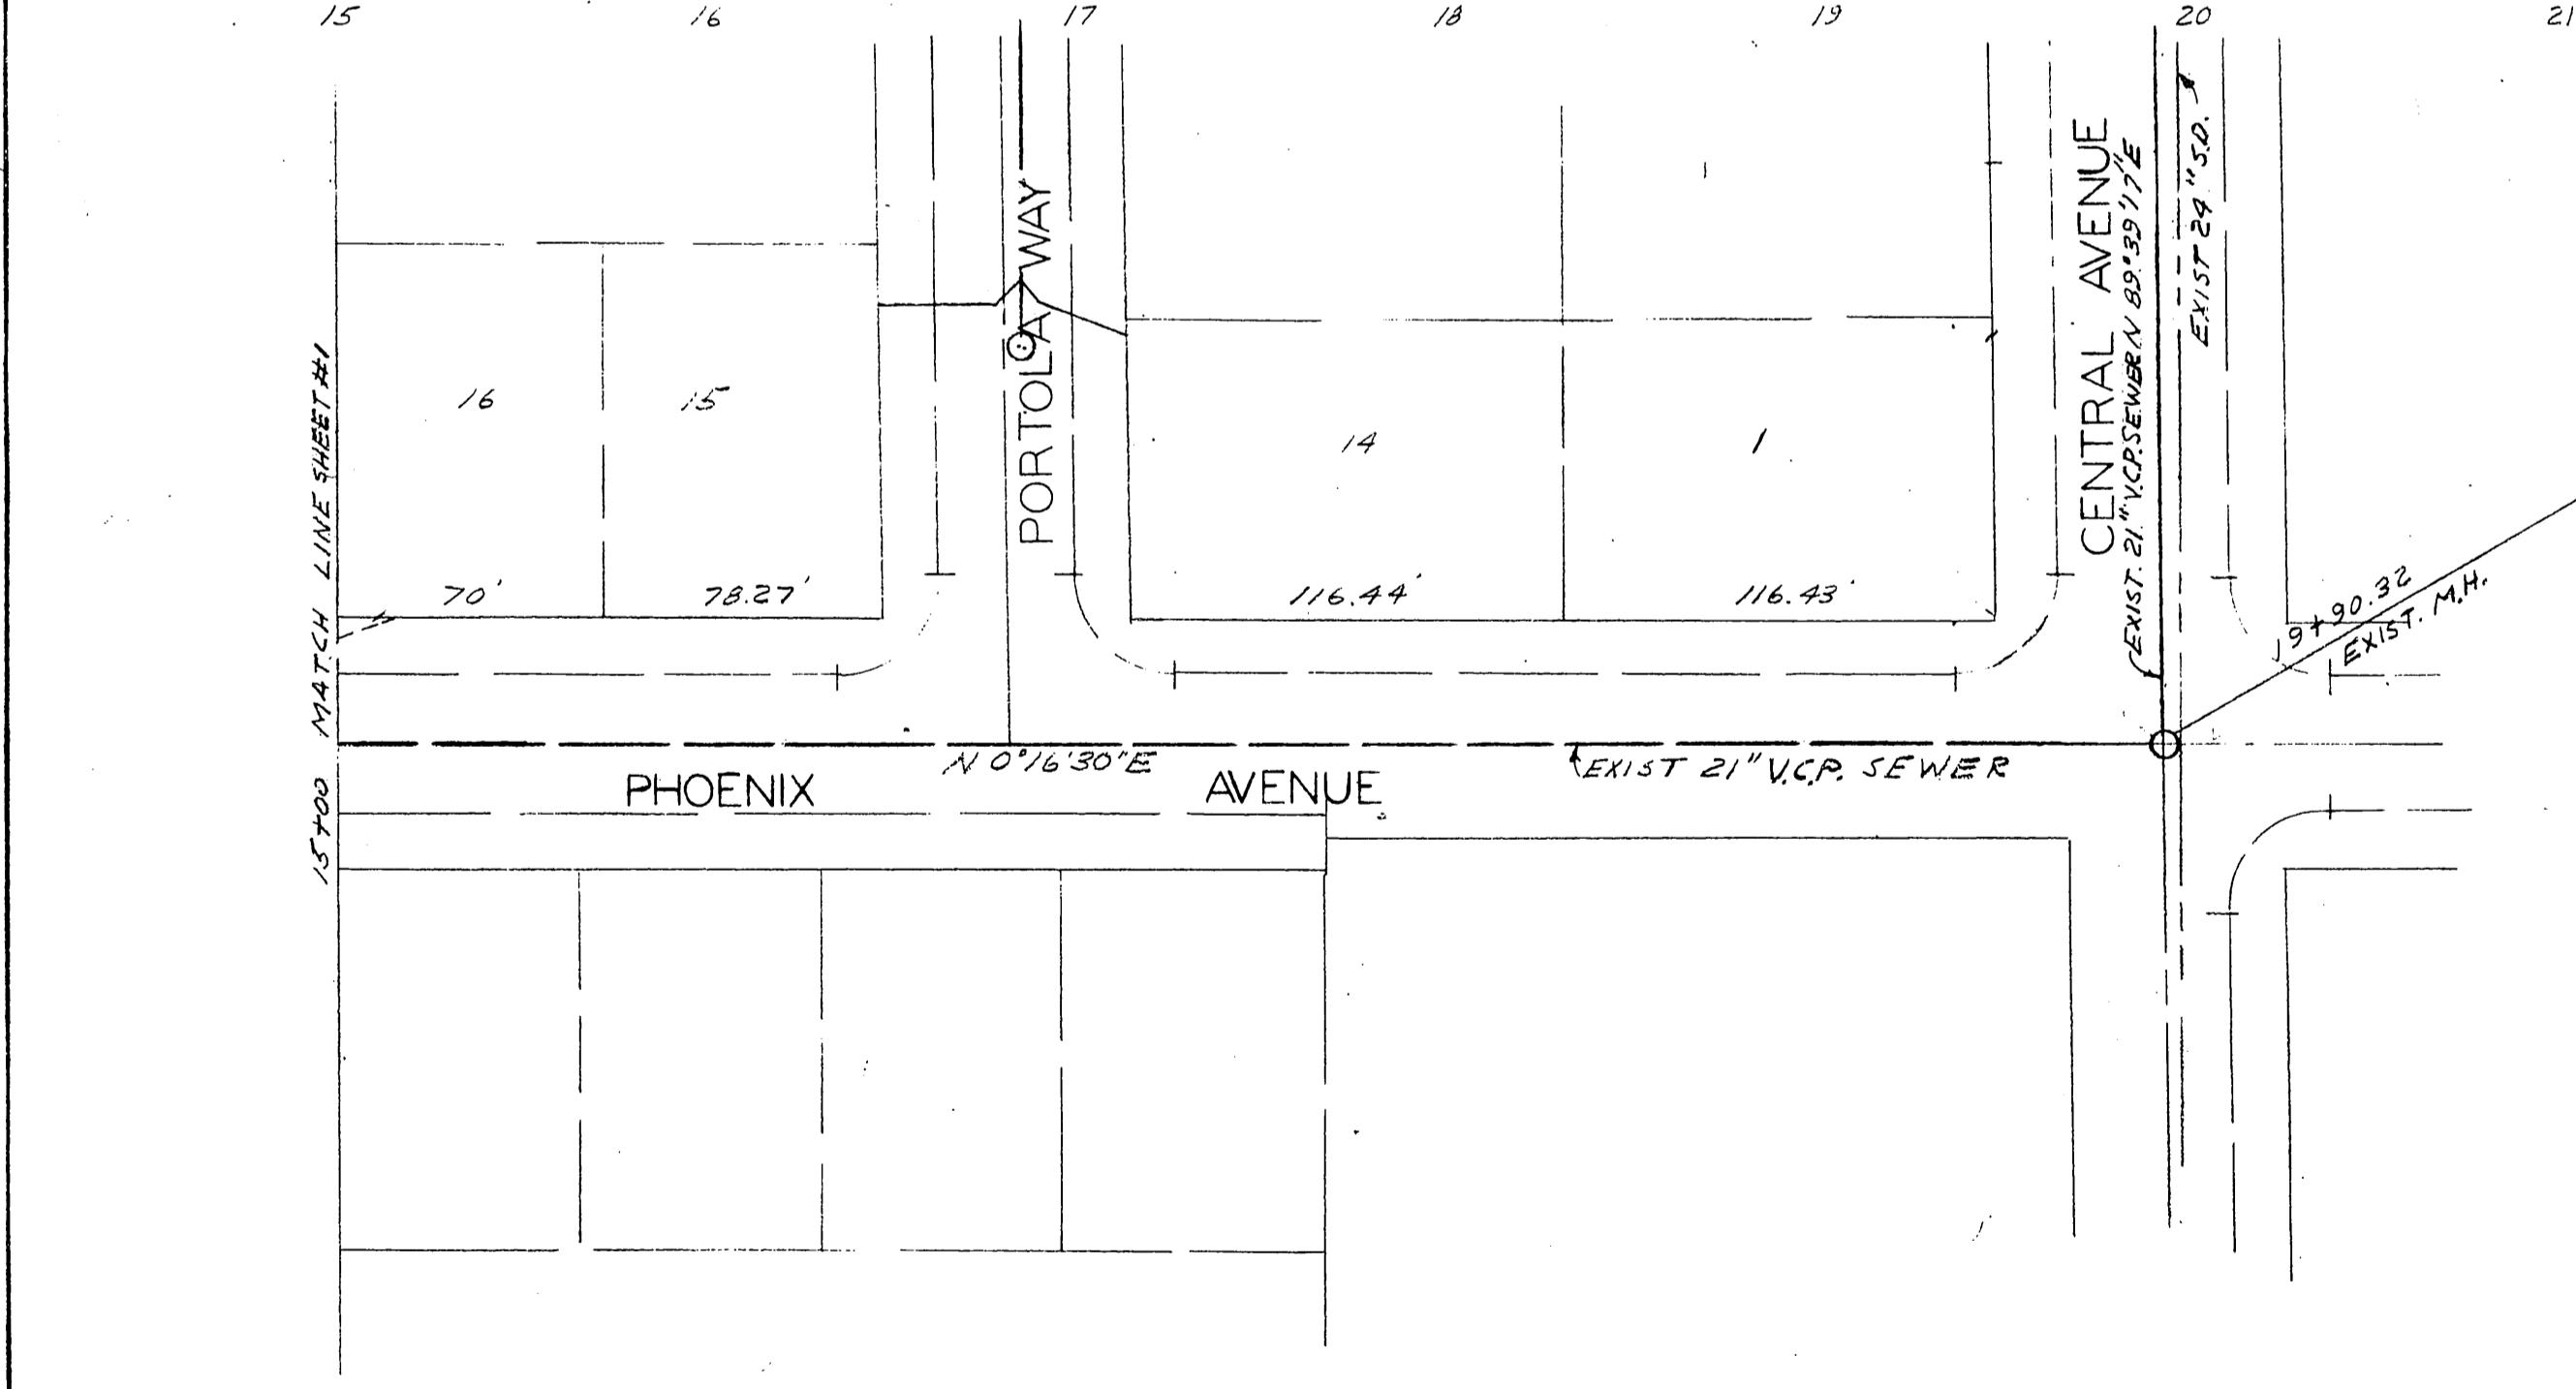 15 16 17 18 19 20 21
PORTOLA WAY
CENTRAL AVENUE
EXIST. 21" V.C.P. SEWER N 89°39'17"E
EXIST 24" S.D.
MATCH LINE SHEET #1
15+00
16
15
14
1
70'
78.27'
116.44'
116.43'
19+90.32
EXIST. M.H.
N 0°16'30"E
EXIST 21" V.C.P. SEWER
PHOENIX AVENUE